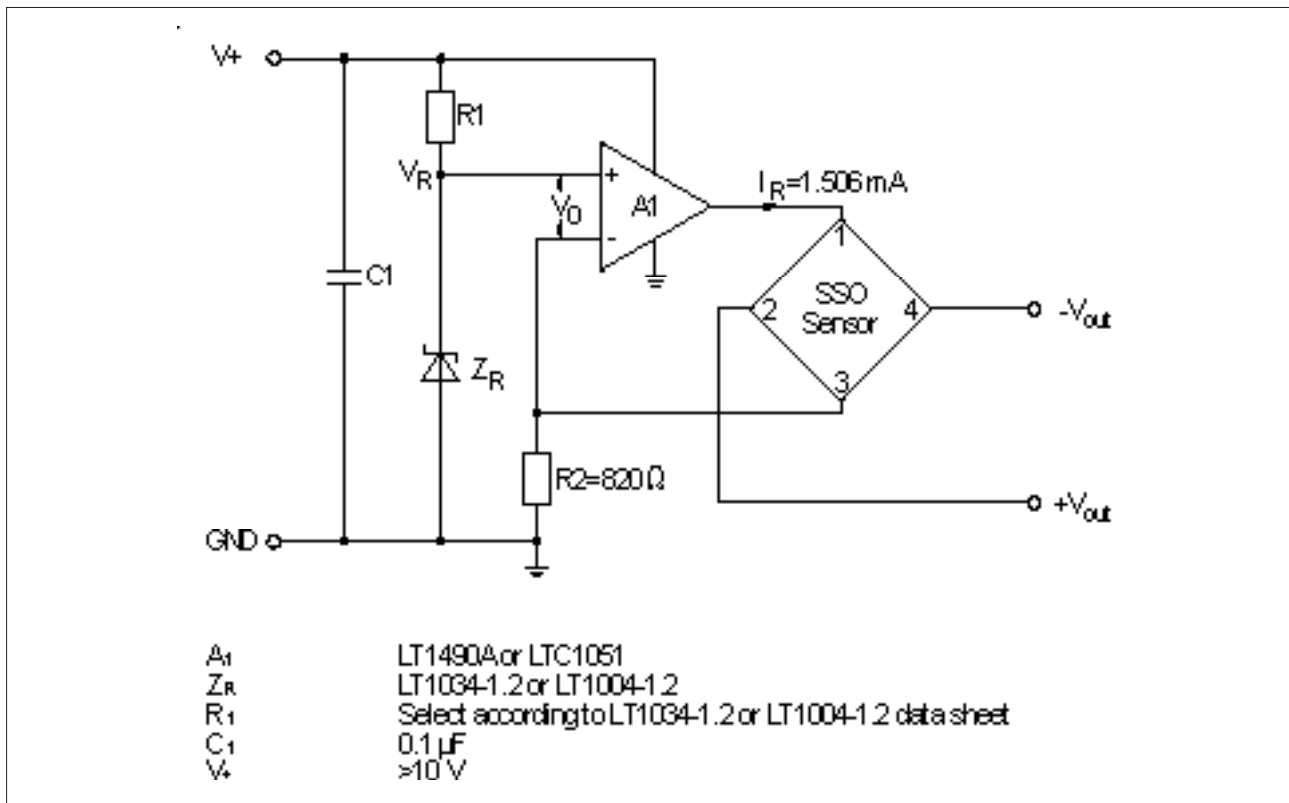 V+
R1
VR
+
V0
-
A1
IR=1.506 mA
C1
ZR
1
2
SSO
Sensor
4
3
-Vout
R2=820 Ω
+Vout
GND
A1 LT1490A or LTC1051
ZR LT1034-1.2 or LT1004-1.2
R1 Select according to LT1034-1.2 or LT1004-1.2 data sheet
C1 0.1 µF
V+ >10 V